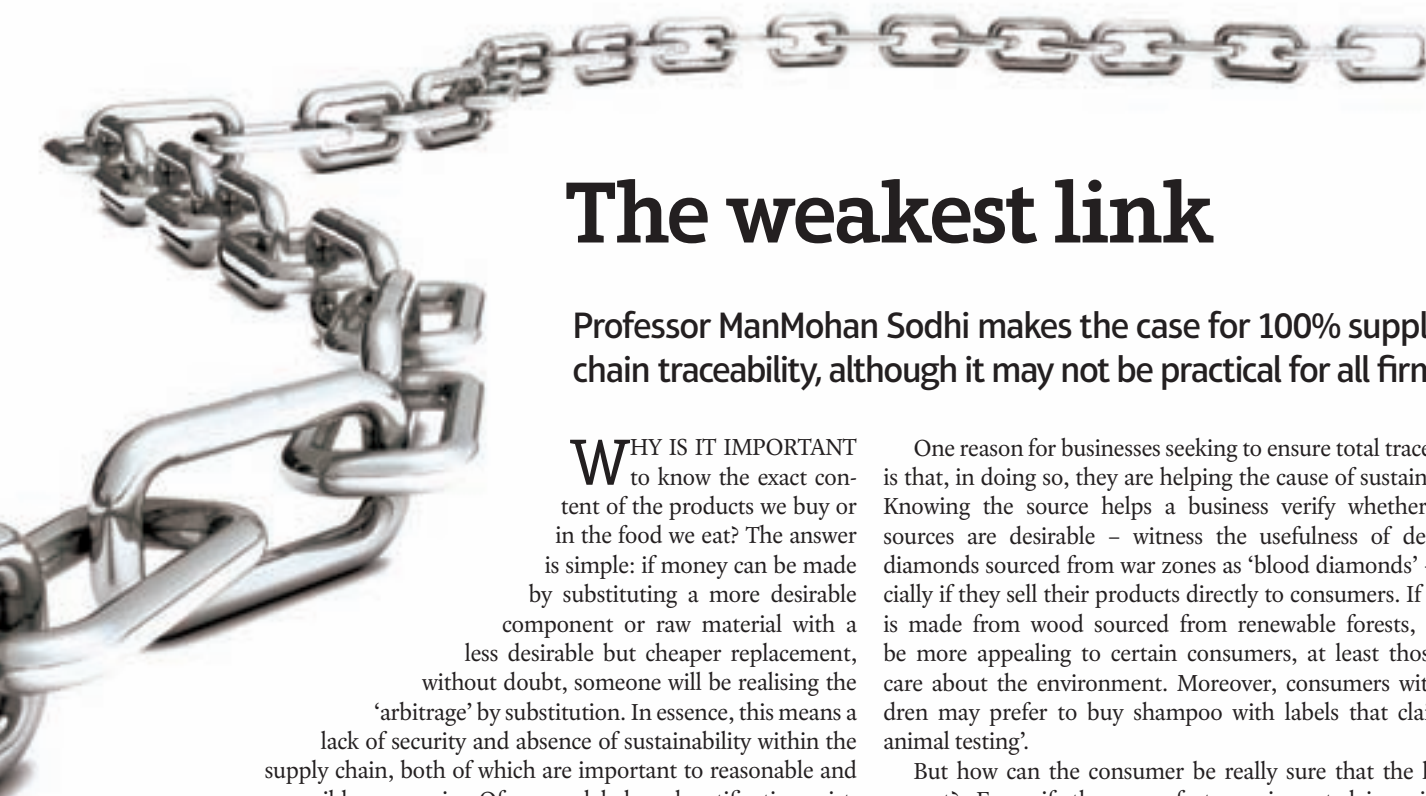 The weakest link
Professor ManMohan Sodhi makes the case for 100%
chain traceability, although it may not be practical for all
WHY IS IT IMPORTANT
to know the exact con-
tent of the products we buy or
in the food we eat? The answer
is simple: if money can be made
by substituting a more desirable
component or raw material with a
less desirable but cheaper replacement,
without doubt, someone will be realising the
‘arbitrage’ by substitution. In essence, this means a
lack of security and absence of sustainability within the
supply chain, both of which are important to reasonable and
One reason for businesses seeking to ensure total
is that, in doing so, they are helping the cause of
Knowing the source helps a business verify whether
sources are desirable – witness the usefulness of
diamonds sourced from war zones as ‘blood diamonds’
cially if they sell their products directly to consumers. If
is made from wood sourced from renewable forests,
be more appealing to certain consumers, at least
care about the environment. Moreover, consumers
dren may prefer to buy shampoo with labels that
animal testing’.
But how can the consumer be really sure that the